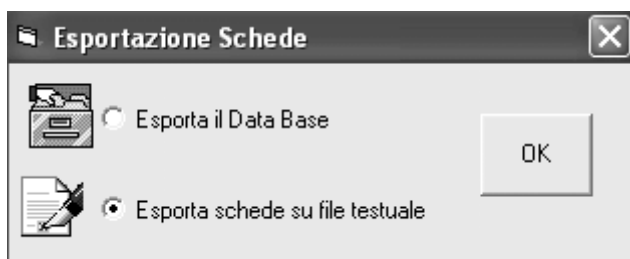 Esportazione Schede
Esporta il Data Base
OK
Esporta schede su file testuale